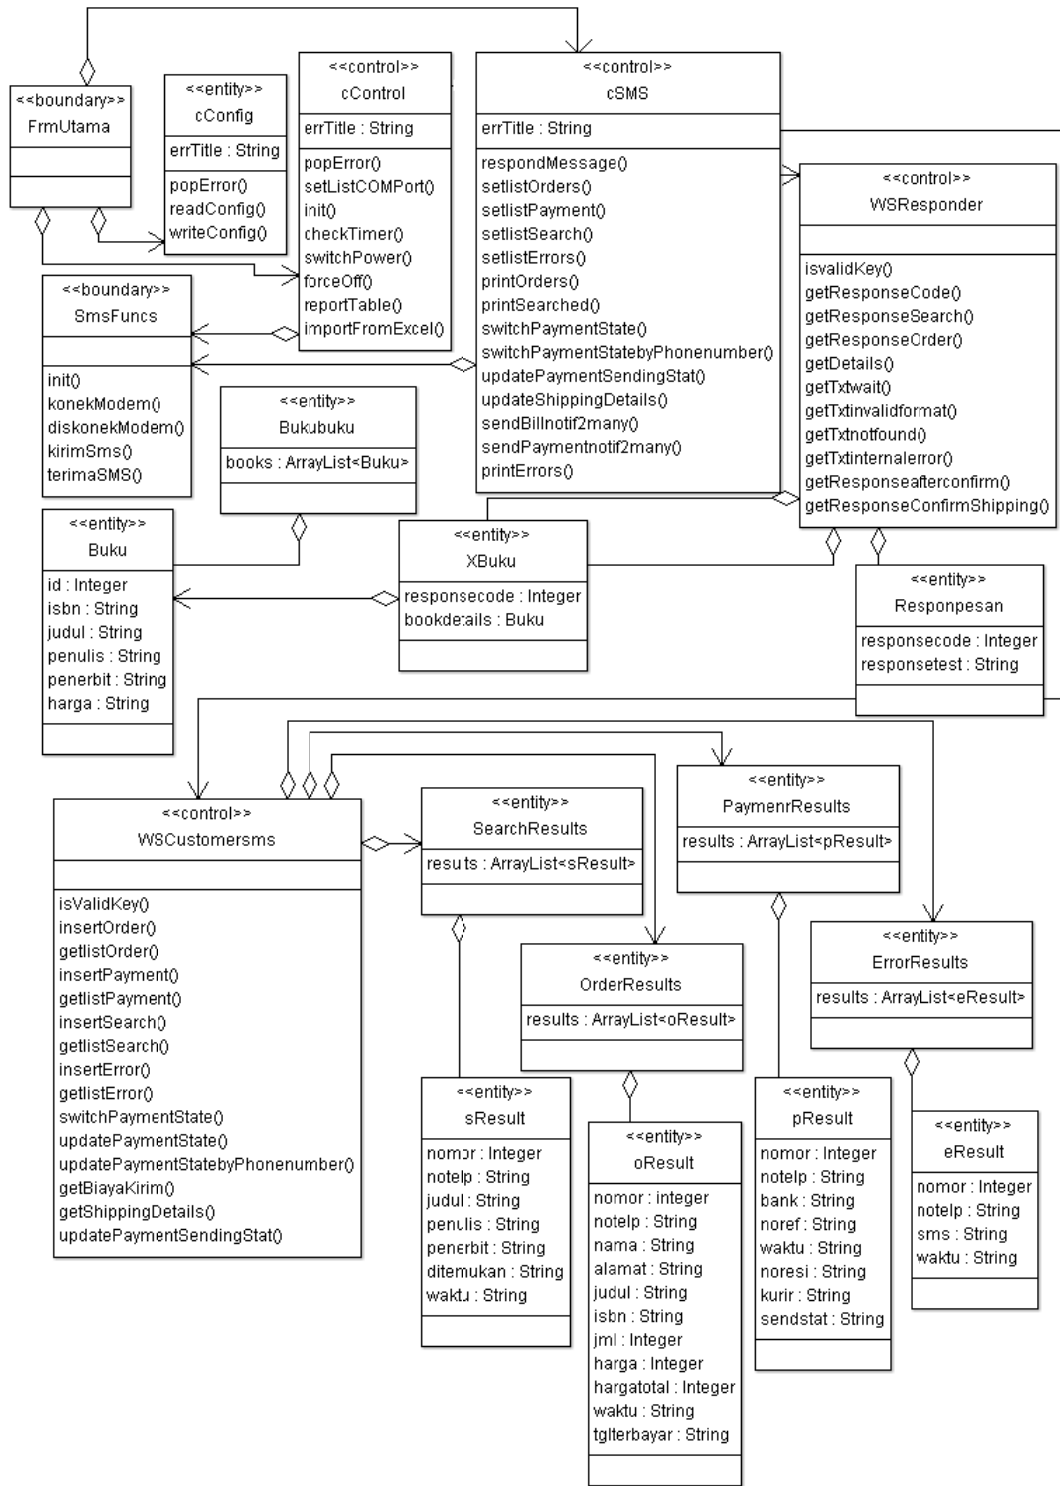 <<boundary>>
FrmUtama
<<entity>>
cConfig
errTitle : String
popError()
readConfig()
writeConfig()
<<control>>
cControl
errTitle : String
popError()
setListCOMPort()
init()
checkTimer()
switchPower()
forceOff()
reportTable()
importFromExcel()
<<control>>
cSMS
errTitle : String
respondMessage()
setlistOrders()
setlistPayment()
setlistSearch()
setlistErrors()
printOrders()
printSearched()
switchPaymentState()
switchPaymentStatebyPhonenumber()
updatePaymentSendingStat()
updateShippingDetails()
sendBillnotif2many()
sendPaymentnotif2many()
printErrors()
<<control>>
WSResponder
isvalidKey()
getResponseCode()
getResponseSearch()
getResponseOrder()
getDetails()
getTxtwait()
getTxtinvalidformat()
getTxtnotfound()
getTxtinternalerror()
getResponseafterconfirm()
getResponseConfirmShipping()
<<boundary>>
SmsFuncs
init()
konekModem()
diskonekModem()
kirimSms()
terimaSMS()
<<entity>>
Bukubuku
books : ArrayList<Buku>
<<entity>>
Buku
id : Integer
isbn : String
judul : String
penulis : String
penerbit : String
harga : String
<<entity>>
XBuku
responsecode : Integer
bookdetails : Buku
<<entity>>
Responpesan
responsecode : Integer
responsetest : String
<<control>>
WSCustomersms
isValidKey()
insertOrder()
getlistOrder()
insertPayment()
getlistPayment()
insertSearch()
getlistSearch()
insertError()
getlistError()
switchPaymentState()
updatePaymentState()
updatePaymentStatebyPhonenumber()
getBiayaKirim()
getShippingDetails()
updatePaymentSendingStat()
<<entity>>
SearchResults
results : ArrayList<sResult>
<<entity>>
PaymenrResults
results : ArrayList<pResult>
<<entity>>
OrderResults
results : ArrayList<oResult>
<<entity>>
ErrorResults
results : ArrayList<eResult>
<<entity>>
sResult
nomor : Integer
notelp : String
judul : String
penulis : String
penerbit : String
ditemukan : String
waktu : String
<<entity>>
oResult
nomor : integer
notelp : String
nama : String
alamat : String
judul : String
isbn : String
jml : Integer
harga : Integer
hargatotal : Integer
waktu : String
tglterbayar : String
<<entity>>
pResult
nomor : Integer
notelp : String
bank : String
noref : String
waktu : String
noresi : String
kurir : String
sendstat : String
<<entity>>
eResult
nomor : Integer
notelp : String
sms : String
waktu : String